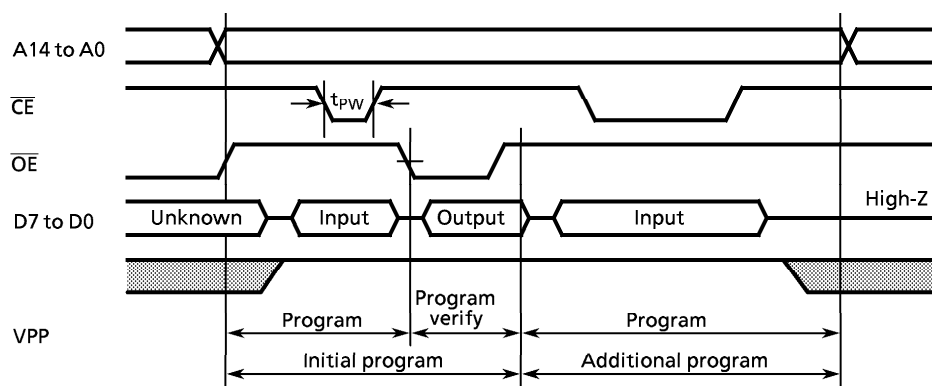 A14 to A0
CE
tPW
OE
High-Z
D7 to D0
Unknown
Input
Output
Input
VPP
Program
Program
verify
Program
Initial program
Additional program